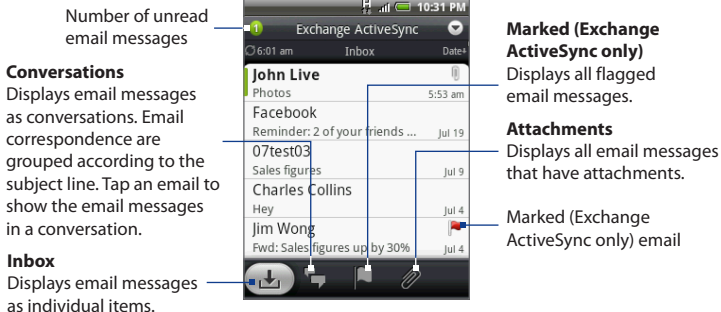 Number of unread
email messages
Conversations
Displays email messages
as conversations. Email
correspondence are
grouped according to the
subject line. Tap an email to
show the email messages
in a conversation.
Inbox
Displays email messages
as individual items.
H 10:31 PM
1 Exchange ActiveSync
6:01 am Inbox Date↓
John Live
Photos 5:53 am
Facebook
Reminder: 2 of your friends ... Jul 19
07test03
Sales figures Jul 9
Charles Collins
Hey Jul 4
Jim Wong
Fwd: Sales figures up by 30% Jul 4
Marked (Exchange
ActiveSync only)
Displays all flagged
email messages.
Attachments
Displays all email messages
that have attachments.
Marked (Exchange
ActiveSync only) email